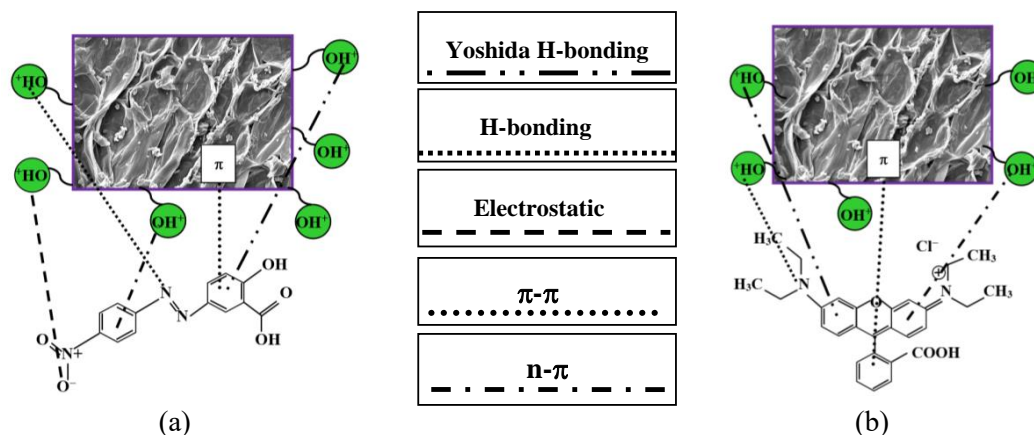 OH⁺
⁺HO
π
OH⁺
⁺HO
OH⁺
OH⁺
OH
N
N
O
OH
O
N+
O⁻
(a)
Yoshida H-bonding
H-bonding
Electrostatic
π-π
n-π
⁺HO
OH
⁺HO
π
OH⁺
OH⁺
H₃C
Cl⁻
+
CH₃
H₃C
N
N
CH₃
O
COOH
(b)